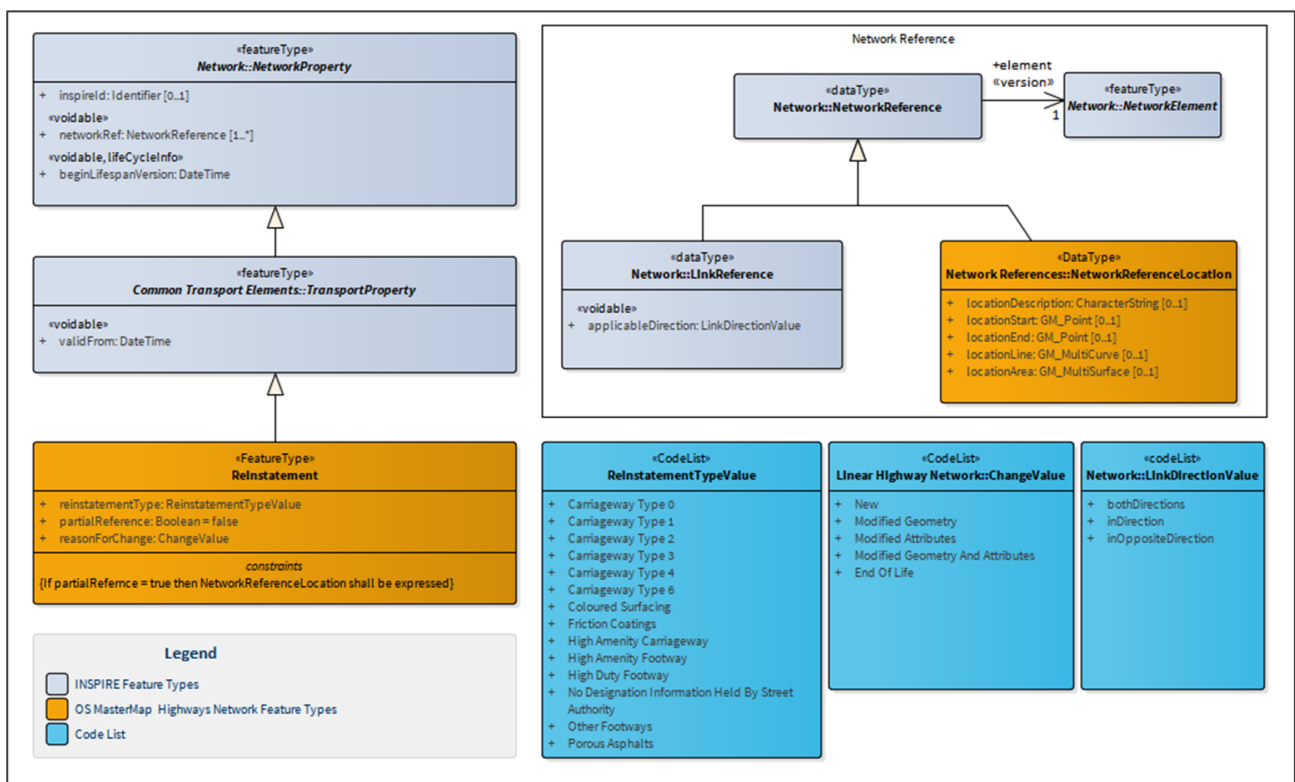 «featureType»
Network::NetworkProperty
+ inspireId: Identifier [0..1]
«voidable»
+ networkRef: NetworkReference [1..*]
«voidable, lifeCycleInfo»
+ beginLifespanVersion: DateTime
«featureType»
Common Transport Elements::TransportProperty
«voidable»
+ validFrom: DateTime
«FeatureType»
ReInstatement
+ reinstatementType: ReinstatementTypeValue
+ partialReference: Boolean = false
+ reasonForChange: ChangeValue
constraints
{If partialRefernce = true then NetworkReferenceLocation shall be expressed}
Legend
INSPIRE Feature Types
OS MasterMap Highways Network Feature Types
Code List
Network Reference
«dataType»
Network::NetworkReference
+element
«version»
1
«featureType»
Network::NetworkElement
«dataType»
Network::LinkReference
«voidable»
+ applicableDirection: LinkDirectionValue
«DataType»
Network References::NetworkReferenceLocation
+ locationDescription: CharacterString [0..1]
+ locationStart: GM_Point [0..1]
+ locationEnd: GM_Point [0..1]
+ locationLine: GM_MultiCurve [0..1]
+ locationArea: GM_MultiSurface [0..1]
«CodeList»
ReinstatementTypeValue
+ Carriageway Type 0
+ Carriageway Type 1
+ Carriageway Type 2
+ Carriageway Type 3
+ Carriageway Type 4
+ Carriageway Type 6
+ Coloured Surfacing
+ Friction Coatings
+ High Amenity Carriageway
+ High Amenity Footway
+ High Duty Footway
+ No Designation Information Held By Street
Authority
+ Other Footways
+ Porous Asphalts
«CodeList»
Linear Highway Network::ChangeValue
+ New
+ Modified Geometry
+ Modified Attributes
+ Modified Geometry And Attributes
+ End Of Life
«codeList»
Network::LinkDirectionValue
+ bothDirections
+ inDirection
+ inOppositeDirection